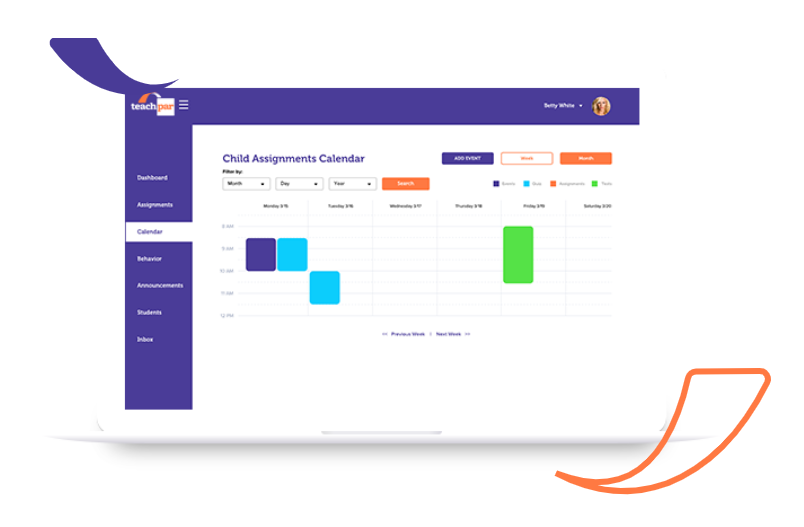 teachpar
Betty White
Child Assignments Calendar
ADD EVENT Week Month
Filter by:
Month Day Year Search
Events Quiz Assignments Tests
Monday 3/15 Tuesday 3/16 Wednesday 3/17 Thursday 3/18 Friday 3/19 Saturday 3/20
8 AM
9 AM
10 AM
11 AM
12 PM
<< Previous Week | Next Week >>
Dashboard
Assignments
Calendar
Behavior
Announcements
Students
Inbox